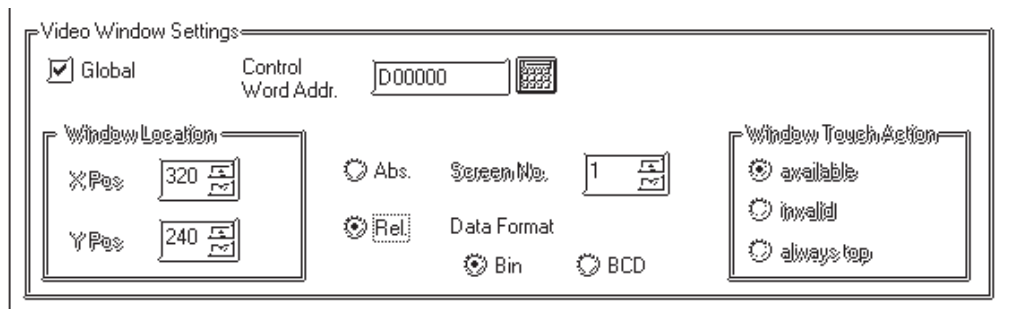 Video Window Settings
Global
Control
Word Addr.
D00000
Window Location
X Pos
320
Y Pos
240
Abs.
Rel.
Screen No.
1
Data Format
Bin
BCD
Window Touch Action
available
invalid
always top